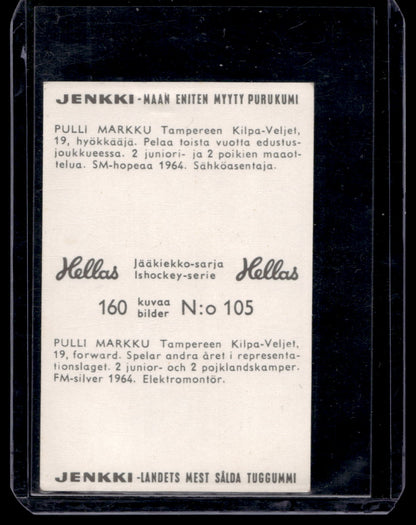 JENKKI - MAAN ENITEN MYYTY PURUKUMI
PULLI MARKKU Tampereen Kilpa-Veljet,
19, hyökkääjä. Pelaa toista vuotta edustus-
joukkueessa. 2 juniori- ja 2 poikien maaot-
telua. SM-hopeaa 1964. Sähköasentaja.
Hellas Jääkiekko-sarja Hellas
Ishockey-serie
160 kuvaa N:o 105
bilder
PULLI MARKKU Tampereen Kilpa-Veljet,
19, forward. Spelar andra året i representa-
tionslaget. 2 junior- och 2 pojklandskamper.
FM-silver 1964. Elektromontör.
JENKKI - LANDETS MEST SÅLDA TUGGUMMI